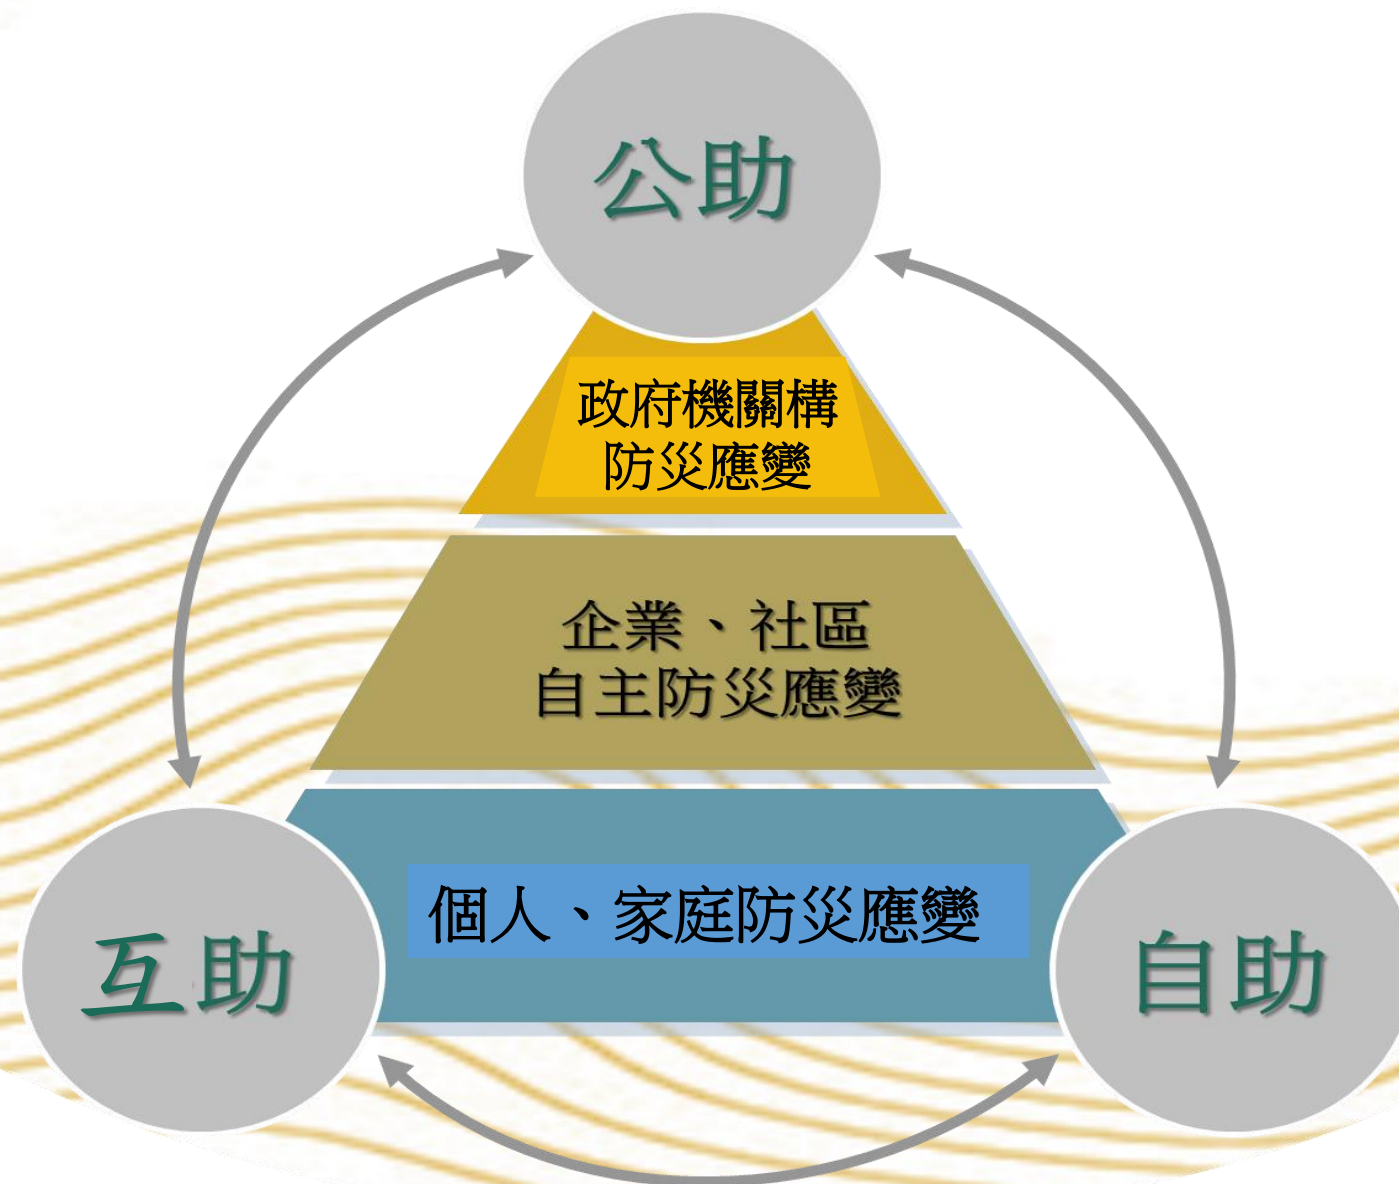 公助
政府機關構
防災應變
企業、社區
自主防災應變
個人、家庭防災應變
互助
自助